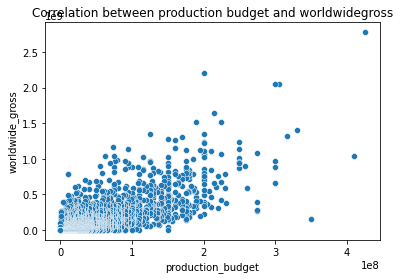 Correlation between production budget and worldwidegross
1e9
2.5
2.0
1.5
1.0
0.5
0.0
worldwide_gross
0
1
2
3
4
1e8
production_budget